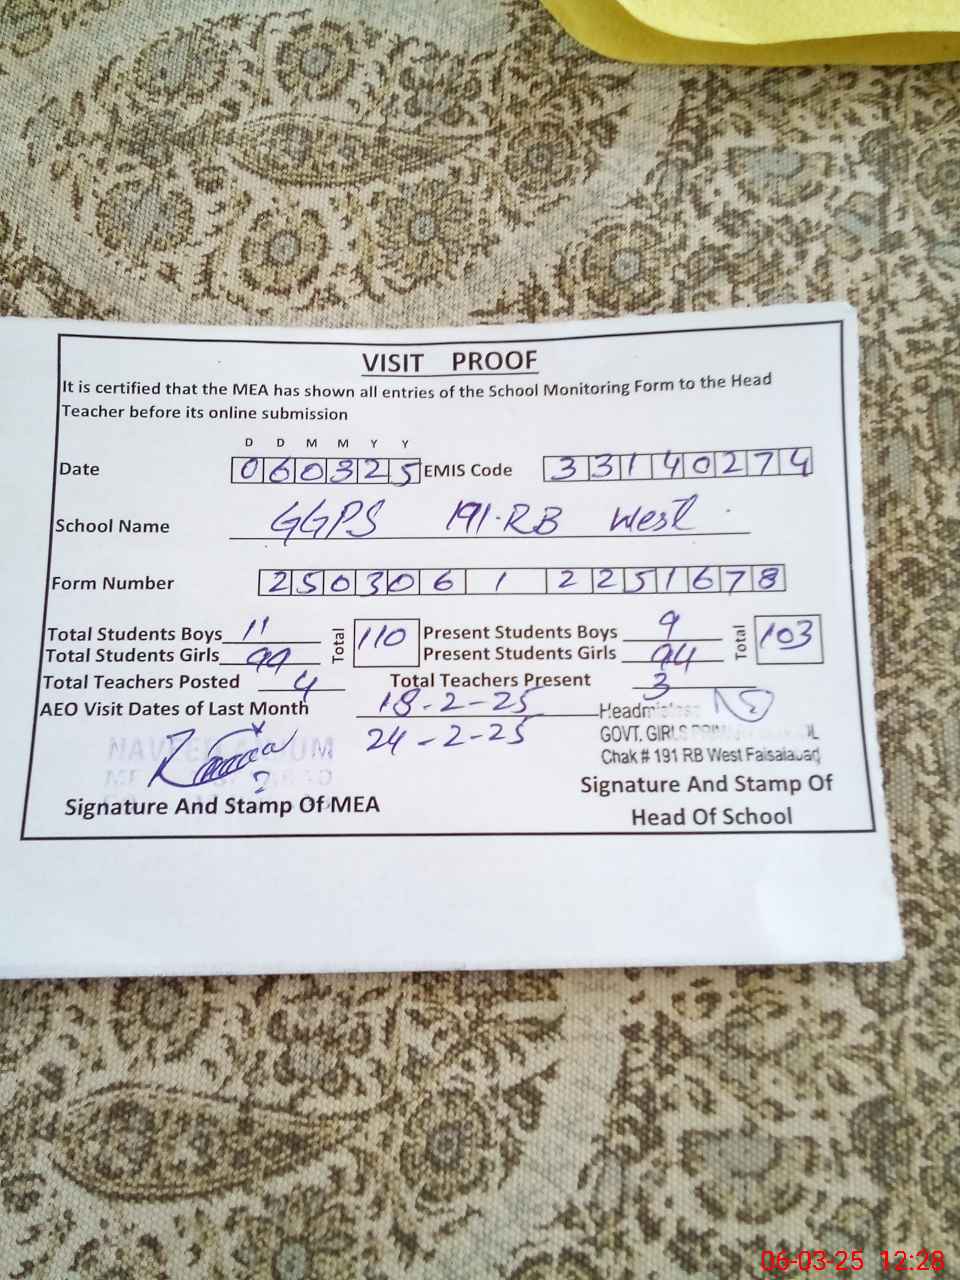 VISIT PROOF
It is certified that the MEA has shown all entries of the School Monitoring Form to the Head
Teacher before its online submission
D D M M Y Y
Date 060325 EMIS Code 33140274
School Name GGPS 191-RB West
Form Number 250306 1 2251678
Total Students Boys 11 Total 110 Present Students Boys 9 Total 103
Total Students Girls 99 Present Students Girls 94
Total Teachers Posted 4 Total Teachers Present 3
AEO Visit Dates of Last Month 18-2-25
24-2-25
GOVT. GIRLS
Chak # 191 RB West Faisalabad
Signature And Stamp Of MEA
Signature And Stamp Of
Head Of School
06-03-25 12:28